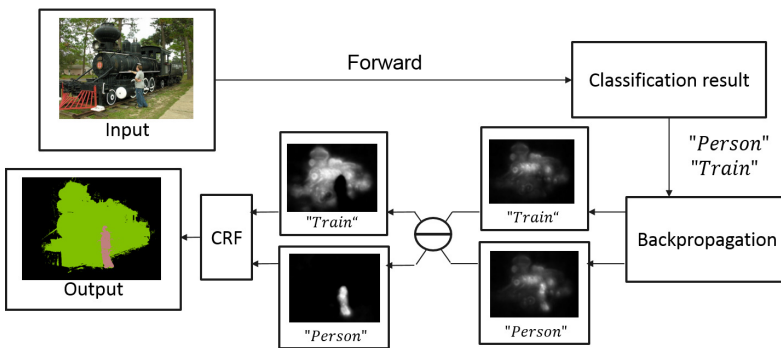 Input
Forward
Classification result
"Person"
"Train"
Backpropagation
"Train"
"Person"
"Train“
"Person"
CRF
Output